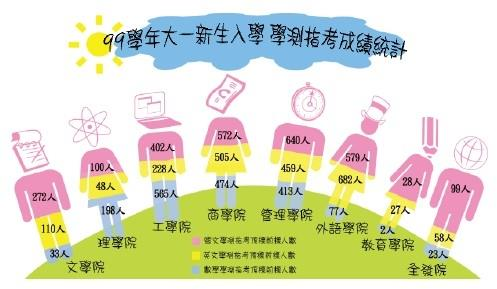 99學年大一新生入學 學測指考成績統計
272人
110人
33人
文學院
100人
48人
198人
理學院
402人
228人
565人
工學院
572人
505人
474人
商學院
640人
459人
413人
管理學院
579人
682人
77人
外語學院
28人
27人
2人
教育學院
99人
58人
23人
全發院
國文學測指考頂標前標人數
英文學測指考頂標前標人數
數學學測指考頂標前標人數